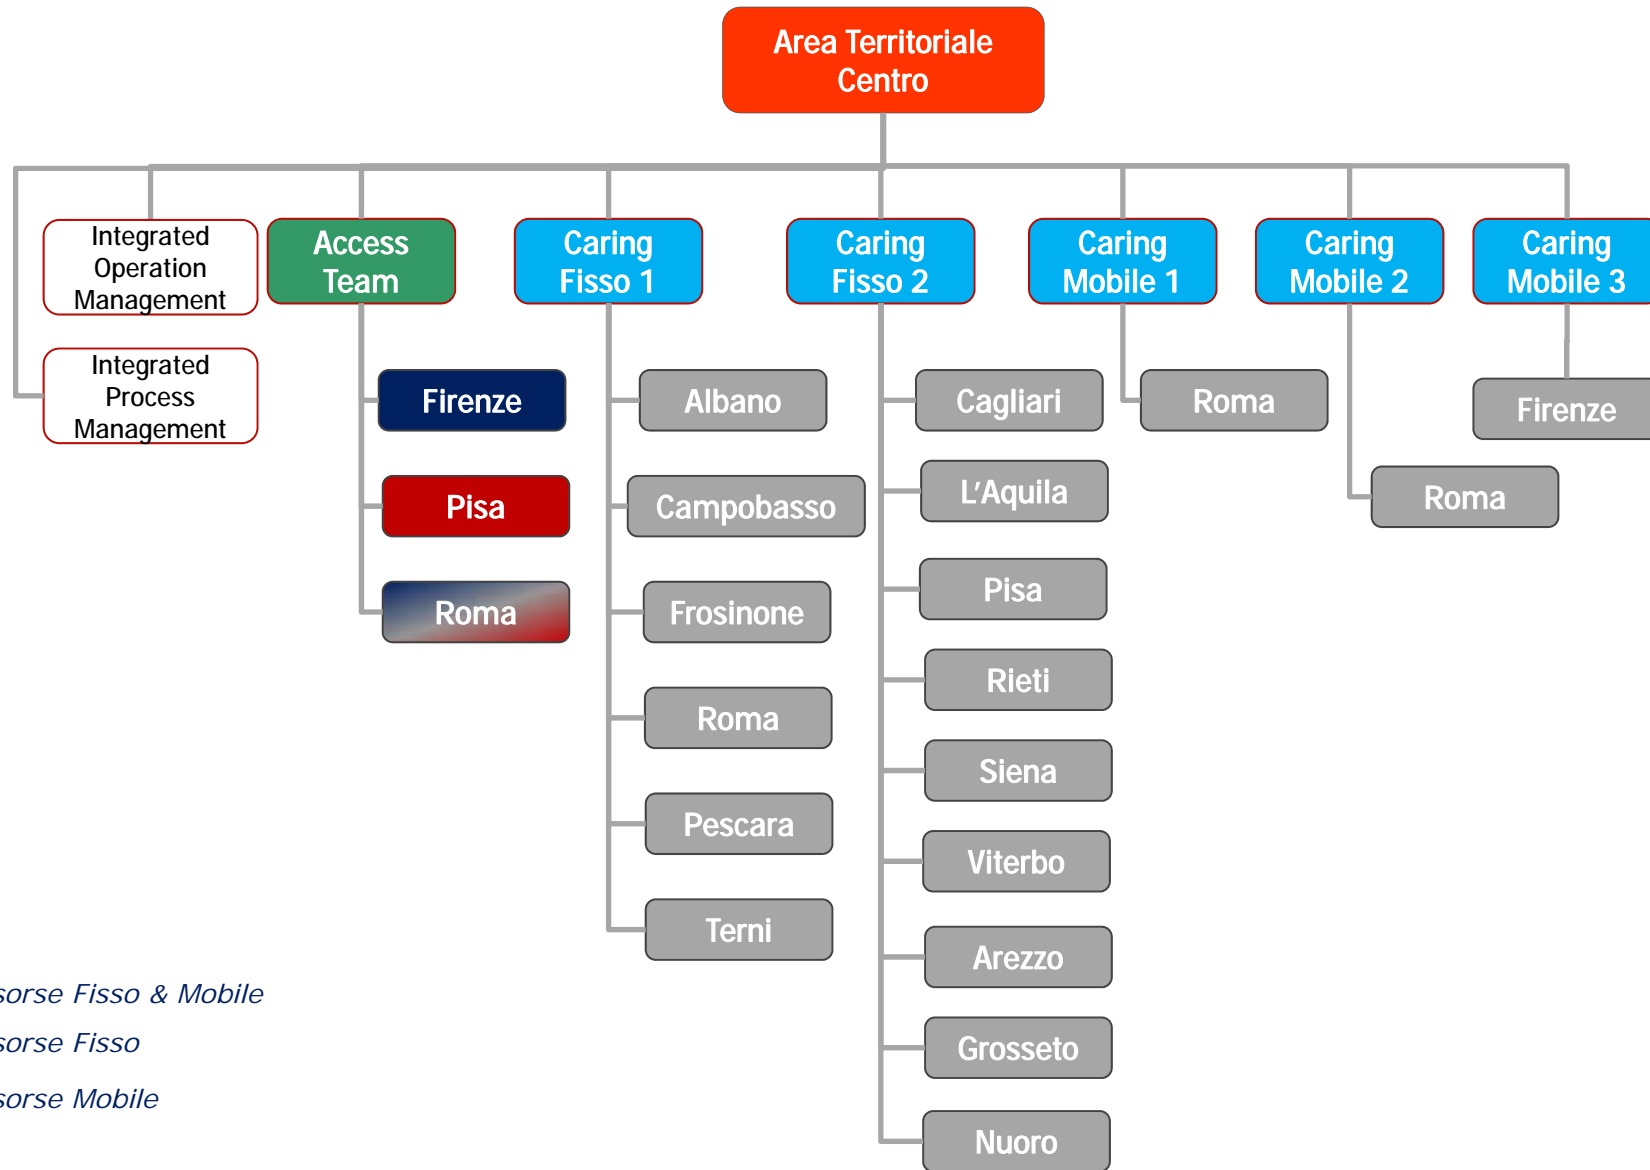 Area Territoriale
Centro
Integrated
Operation
Management
Access
Team
Caring
Fisso 1
Caring
Fisso 2
Caring
Mobile 1
Caring
Mobile 2
Caring
Mobile 3
Integrated
Process
Management
Firenze
Pisa
Roma
Albano
Campobasso
Frosinone
Roma
Pescara
Terni
Cagliari
L'Aquila
Pisa
Rieti
Siena
Viterbo
Arezzo
Grosseto
Nuoro
Roma
Roma
Firenze
sorse Fisso & Mobile
sorse Fisso
sorse Mobile